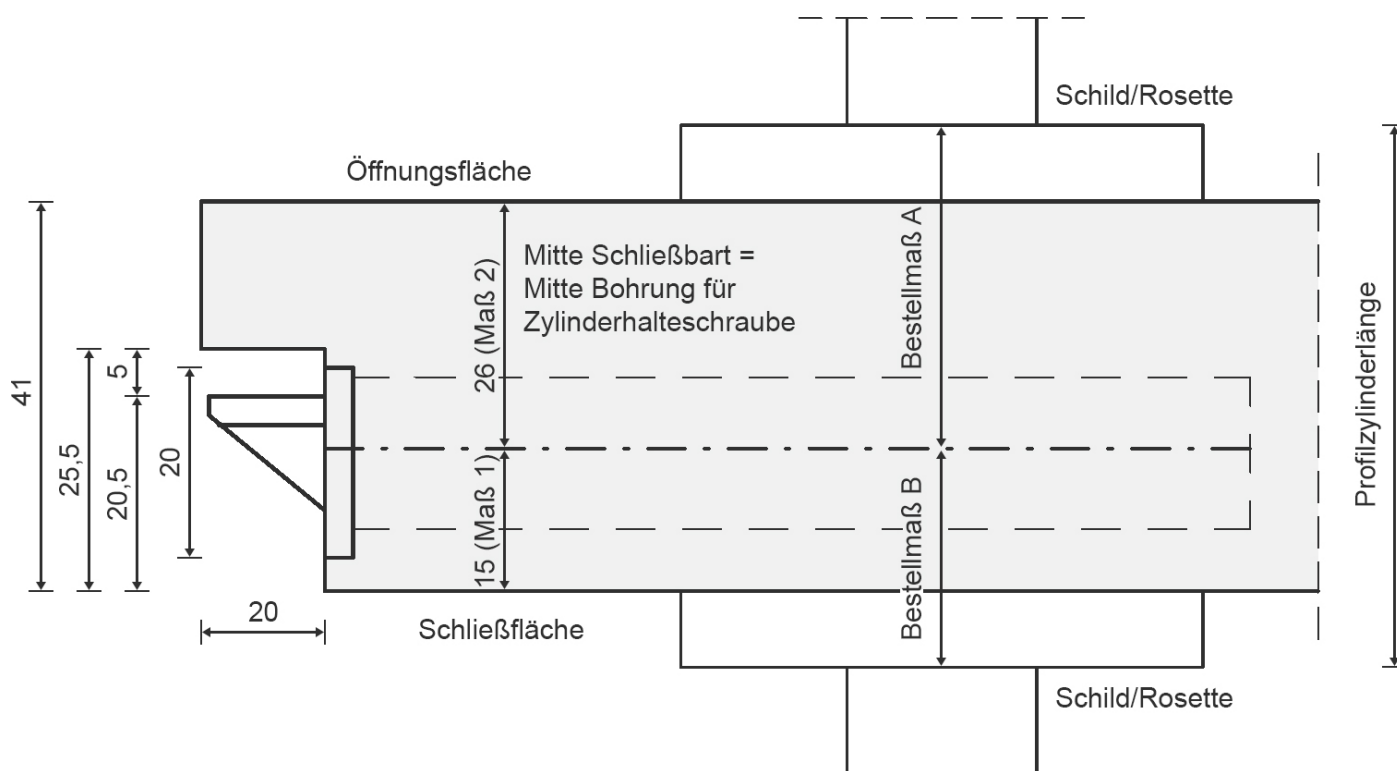 Schild/Rosette
Öffnungsfläche
Mitte Schließbart =
Mitte Bohrung für
Zylinderhalteschraube
26 (Maß 2)
Bestellmaß A
Profilzylinderlänge
41
25,5
5
20,5
20
15 (Maß 1)
Bestellmaß B
20
Schließfläche
Schild/Rosette